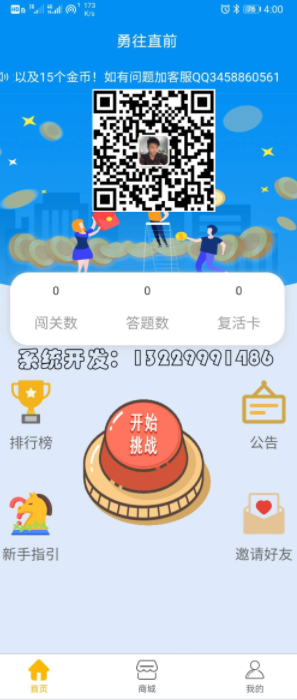 173
K/s
4:00
勇往直前
以及15个金币！如有问题加客服QQ3458860561
0
0
0
闯关数
答题数
复活卡
系统开发：13229991486
开始
挑战
排行榜
公告
新手指引
邀请好友
首页
商城
我的